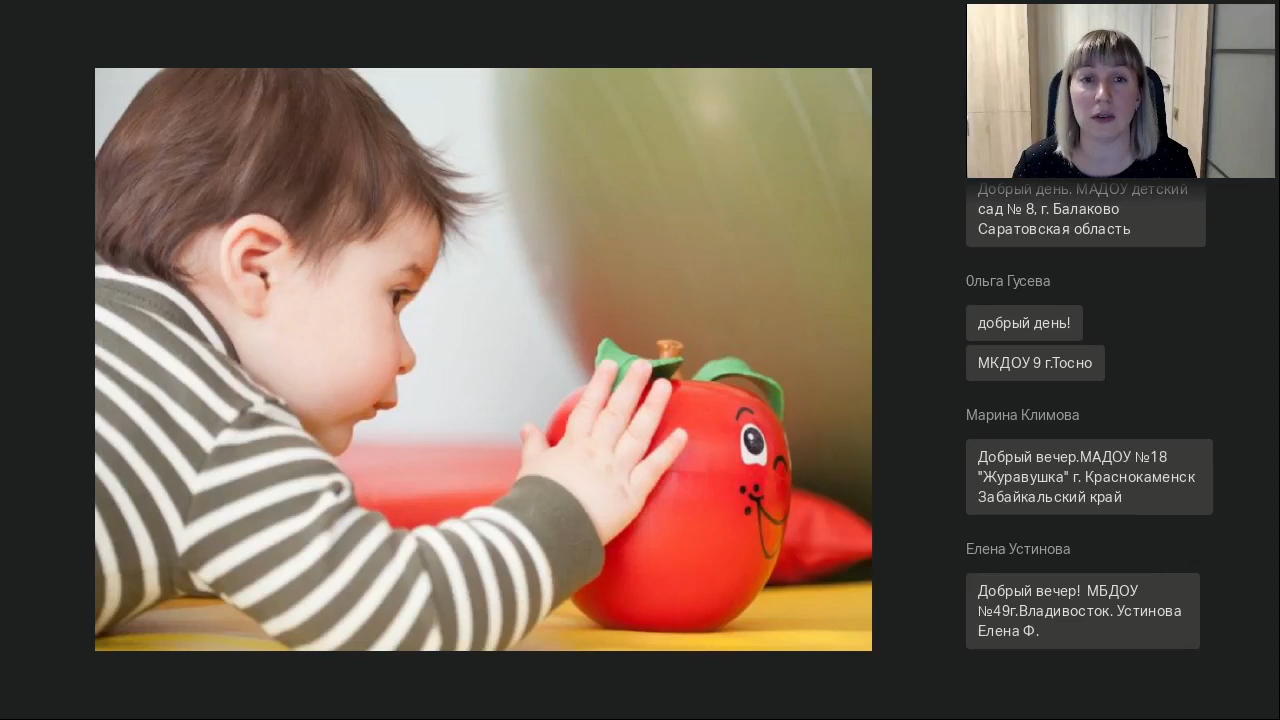 Добрый день. МАДОУ детский
сад № 8, г. Балаково
Саратовская область
Ольга Гусева
добрый день!
МКДОУ 9 г.Тосно
Марина Климова
Добрый вечер.МАДОУ №18
"Журавушка" г. Краснокаменск
Забайкальский край
Елена Устинова
Добрый вечер!  МБДОУ
№49г.Владивосток. Устинова
Елена Ф.